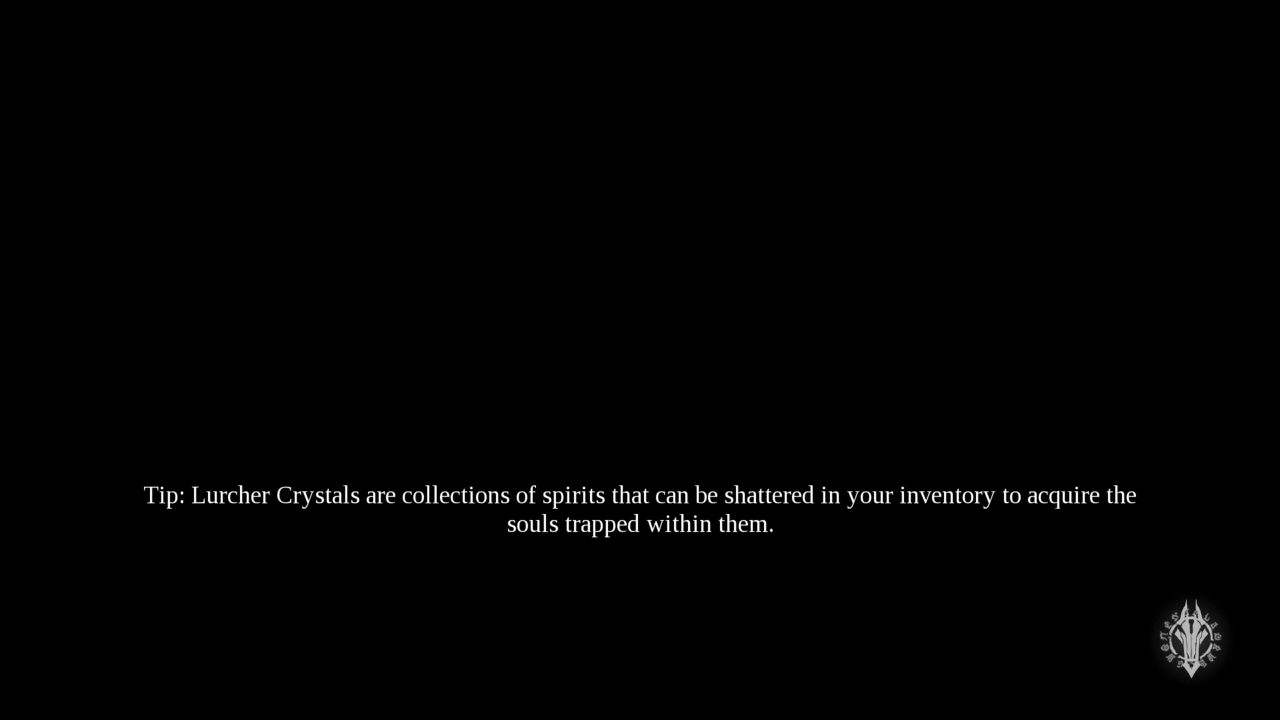 Tip: Lurcher Crystals are collections of spirits that can be shattered in your inventory to acquire the
souls trapped within them.